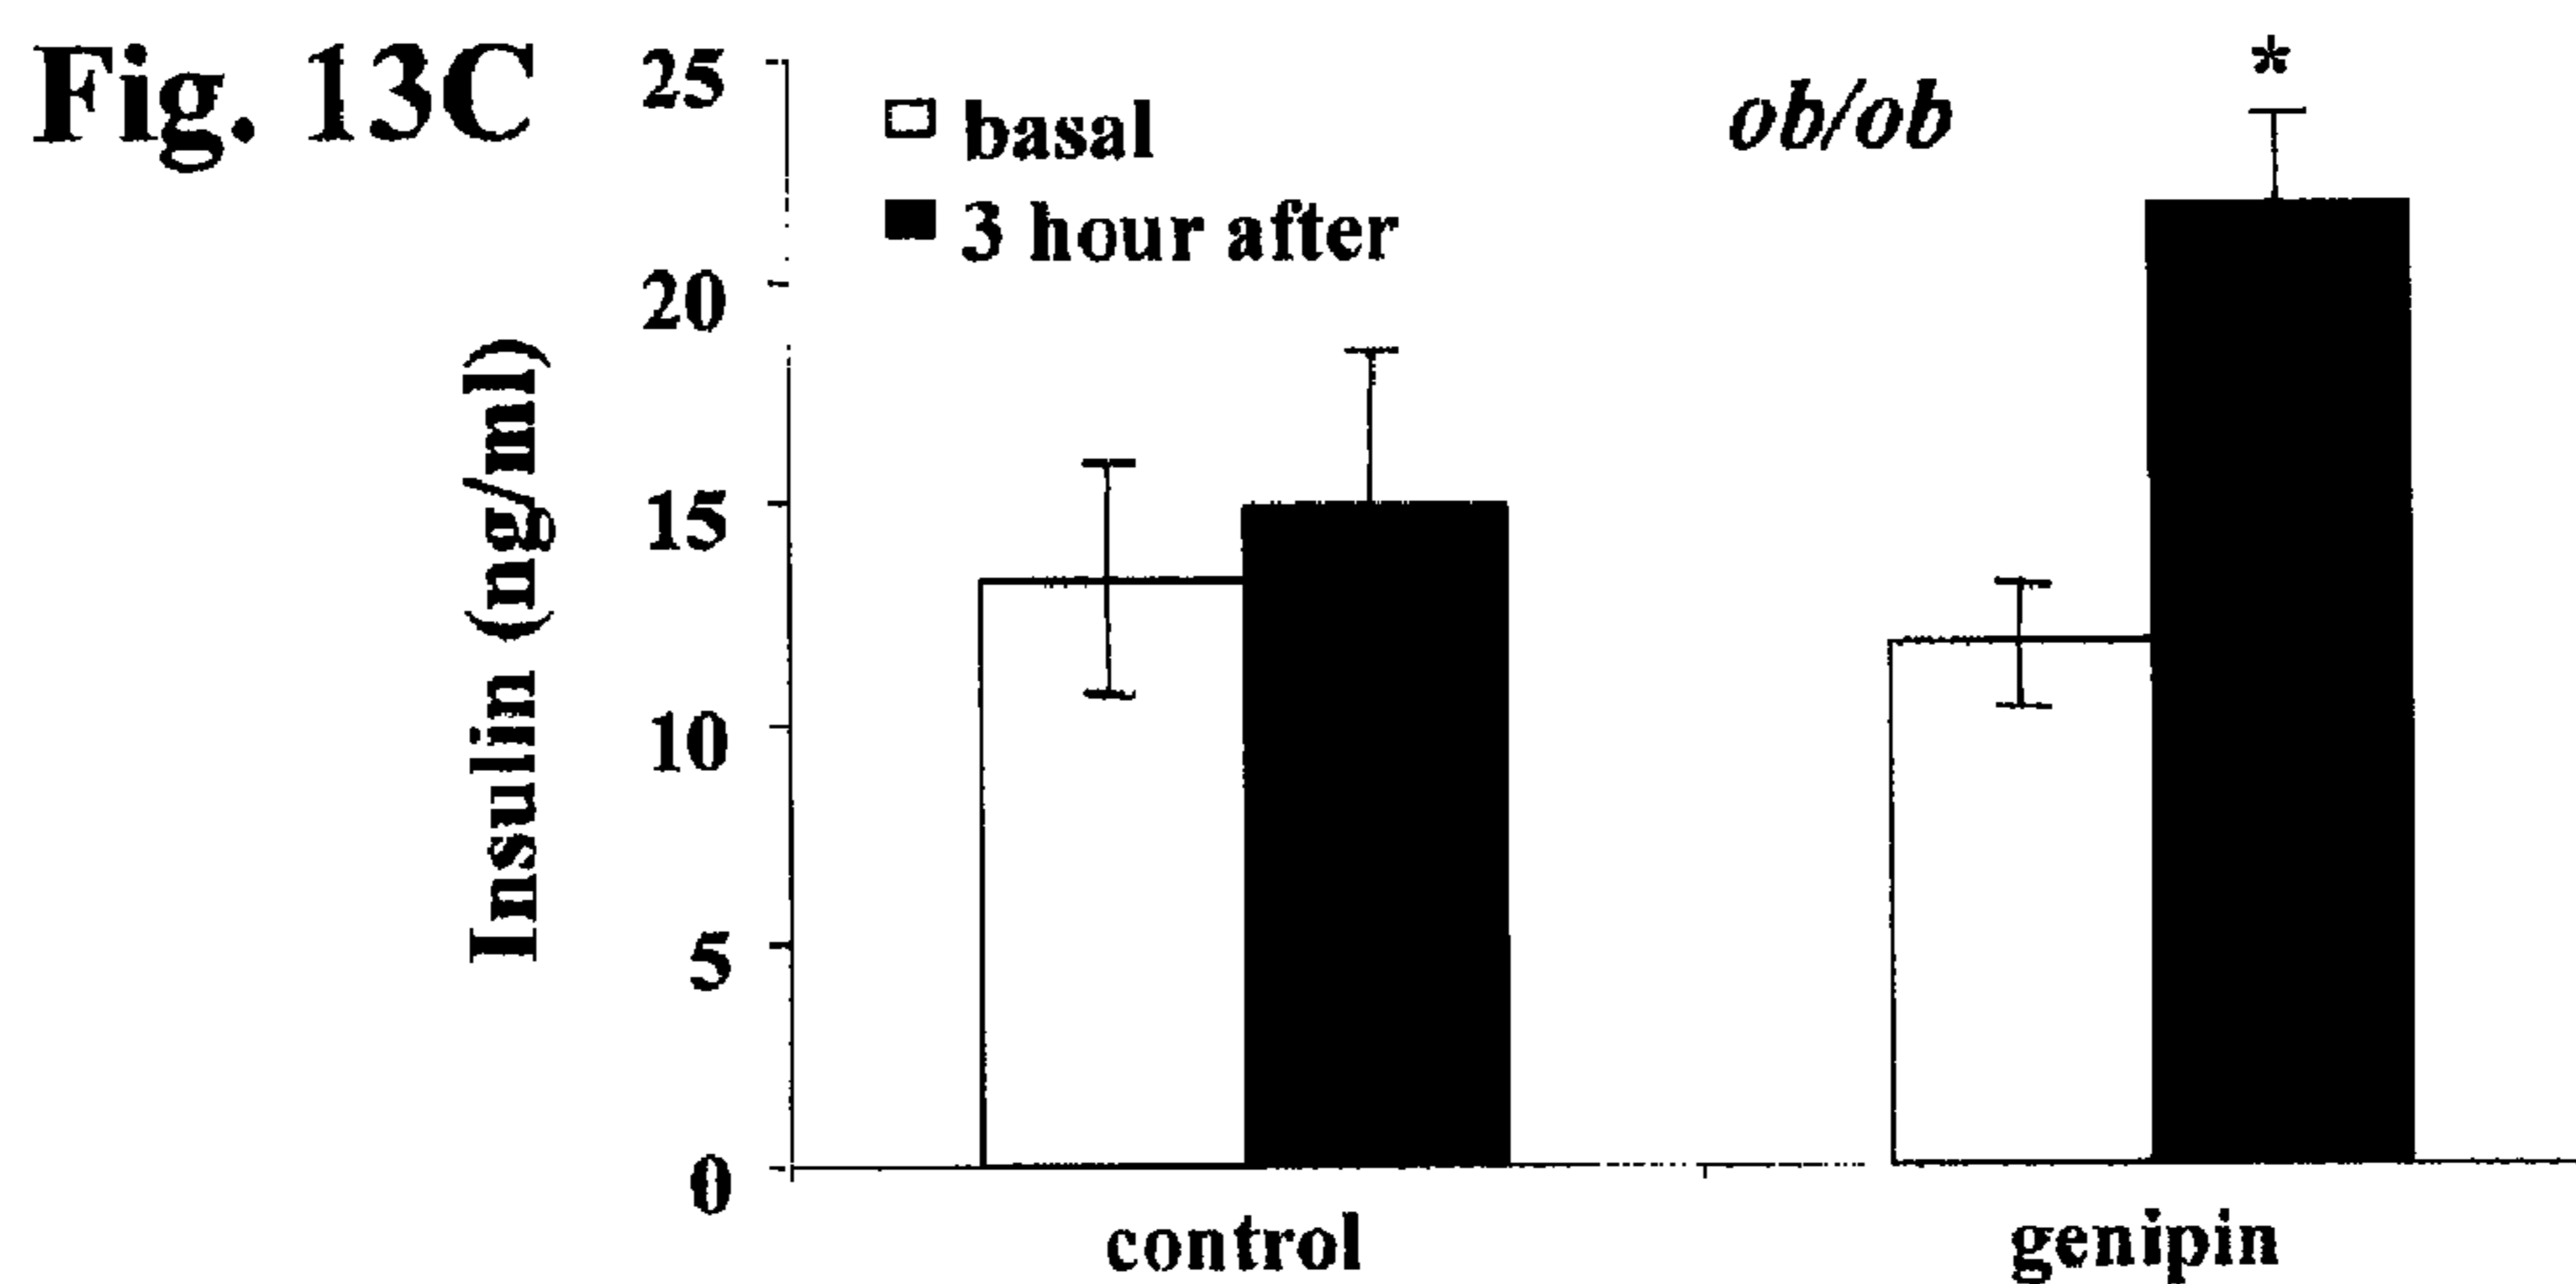 Fig. 13C
25
20
15
10
5
0
Insulin (ng/ml)
basal
3 hour after
ob/ob
*
control
genipin